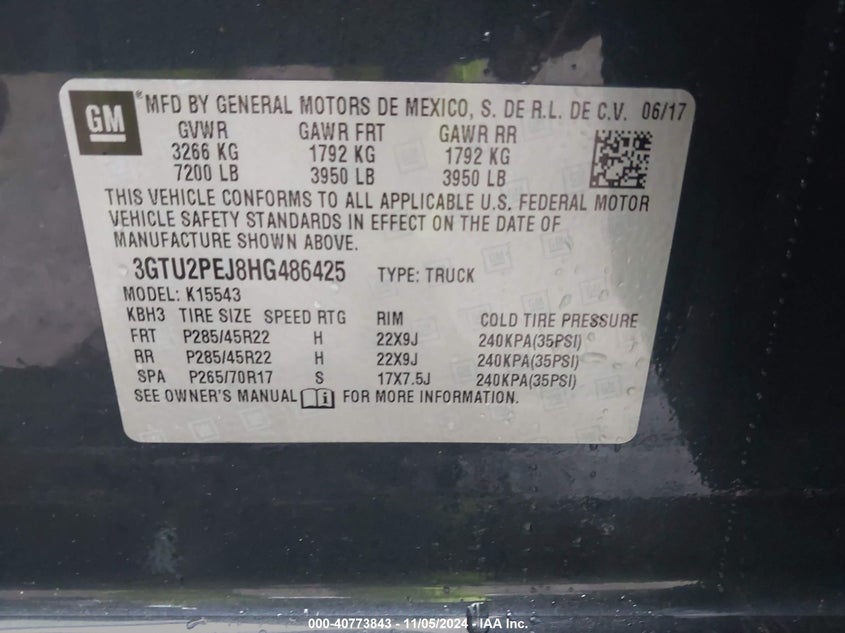 GM
® MFD BY GENERAL MOTORS DE MEXICO, S. DE R.L. DE C.V. 06/17
GVWR GAWR FRT GAWR RR
3266 KG 1792 KG 1792 KG
7200 LB 3950 LB 3950 LB
THIS VEHICLE CONFORMS TO ALL APPLICABLE U.S. FEDERAL MOTOR
VEHICLE SAFETY STANDARDS IN EFFECT ON THE DATE OF
MANUFACTURE SHOWN ABOVE.
3GTU2PEJ8HG486425 TYPE: TRUCK
MODEL: K15543
KBH3 TIRE SIZE SPEED RTG RIM COLD TIRE PRESSURE
FRT P285/45R22 H 22X9J 240KPA(35PSI)
RR P285/45R22 H 22X9J 240KPA(35PSI)
SPA P265/70R17 S 17X7.5J 240KPA(35PSI)
SEE OWNER'S MANUAL i FOR MORE INFORMATION.
000-40773843 - 11/05/2024 - IAA Inc.